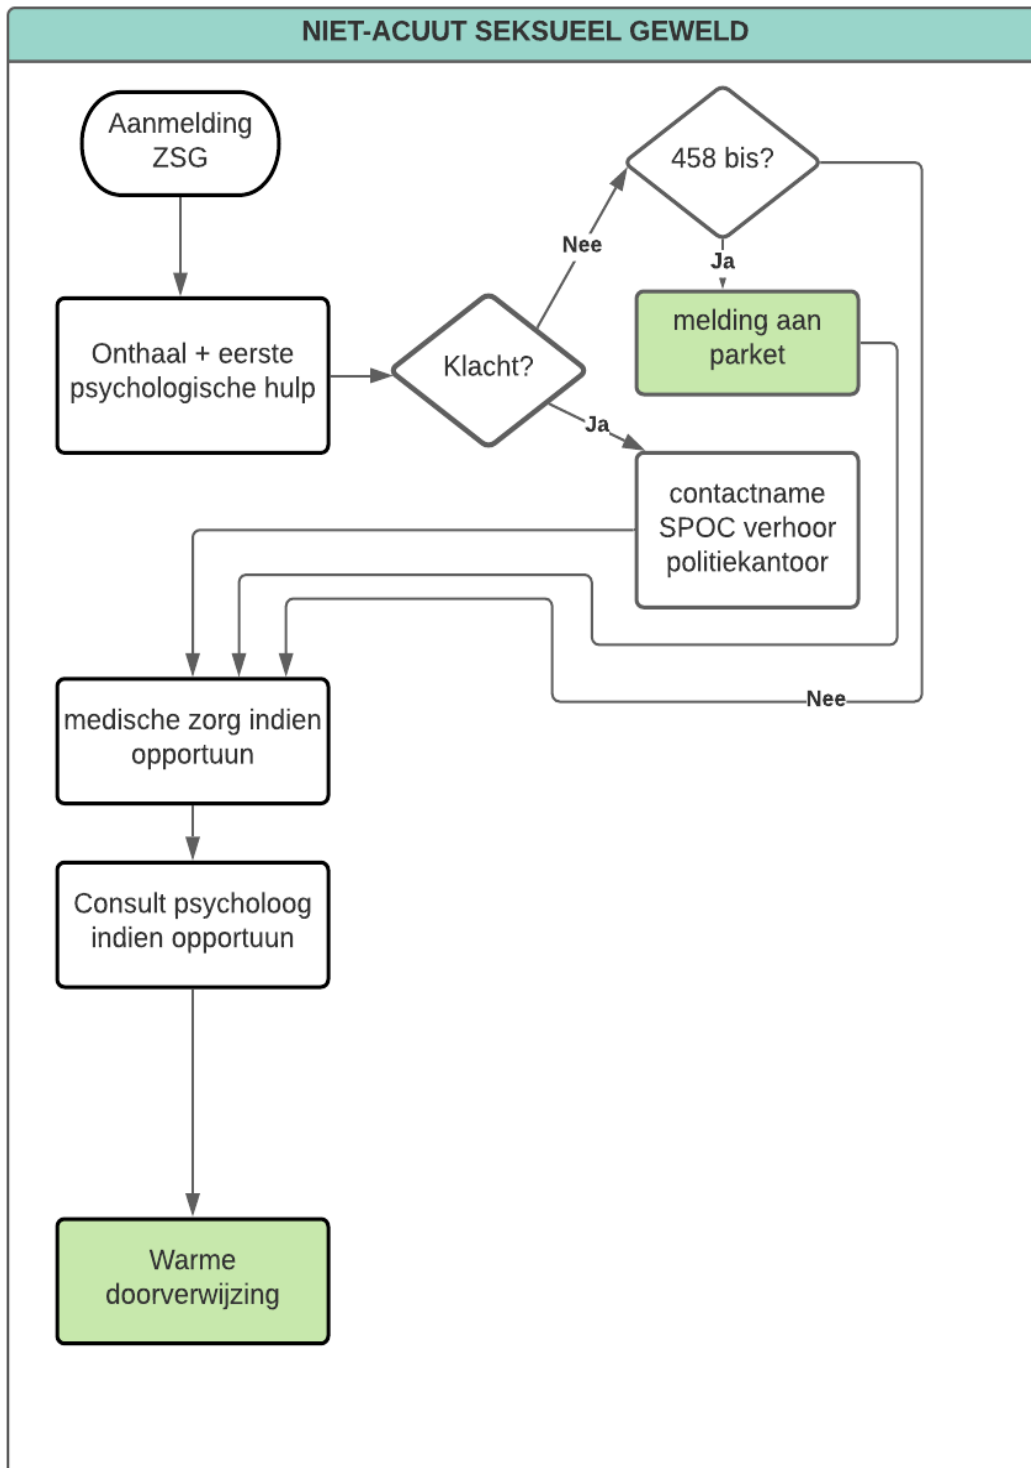 NIET-ACUUT SEKSUEEL GEWELD
Aanmelding
ZSG
Onthaal + eerste
psychologische hulp
Klacht?
Nee
458 bis?
Ja
melding aan
parket
Ja
contactname
SPOC verhoor
politiekantoor
Nee
medische zorg indien
opportuun
Consult psycholoog
indien opportuun
Warme
doorverwijzing